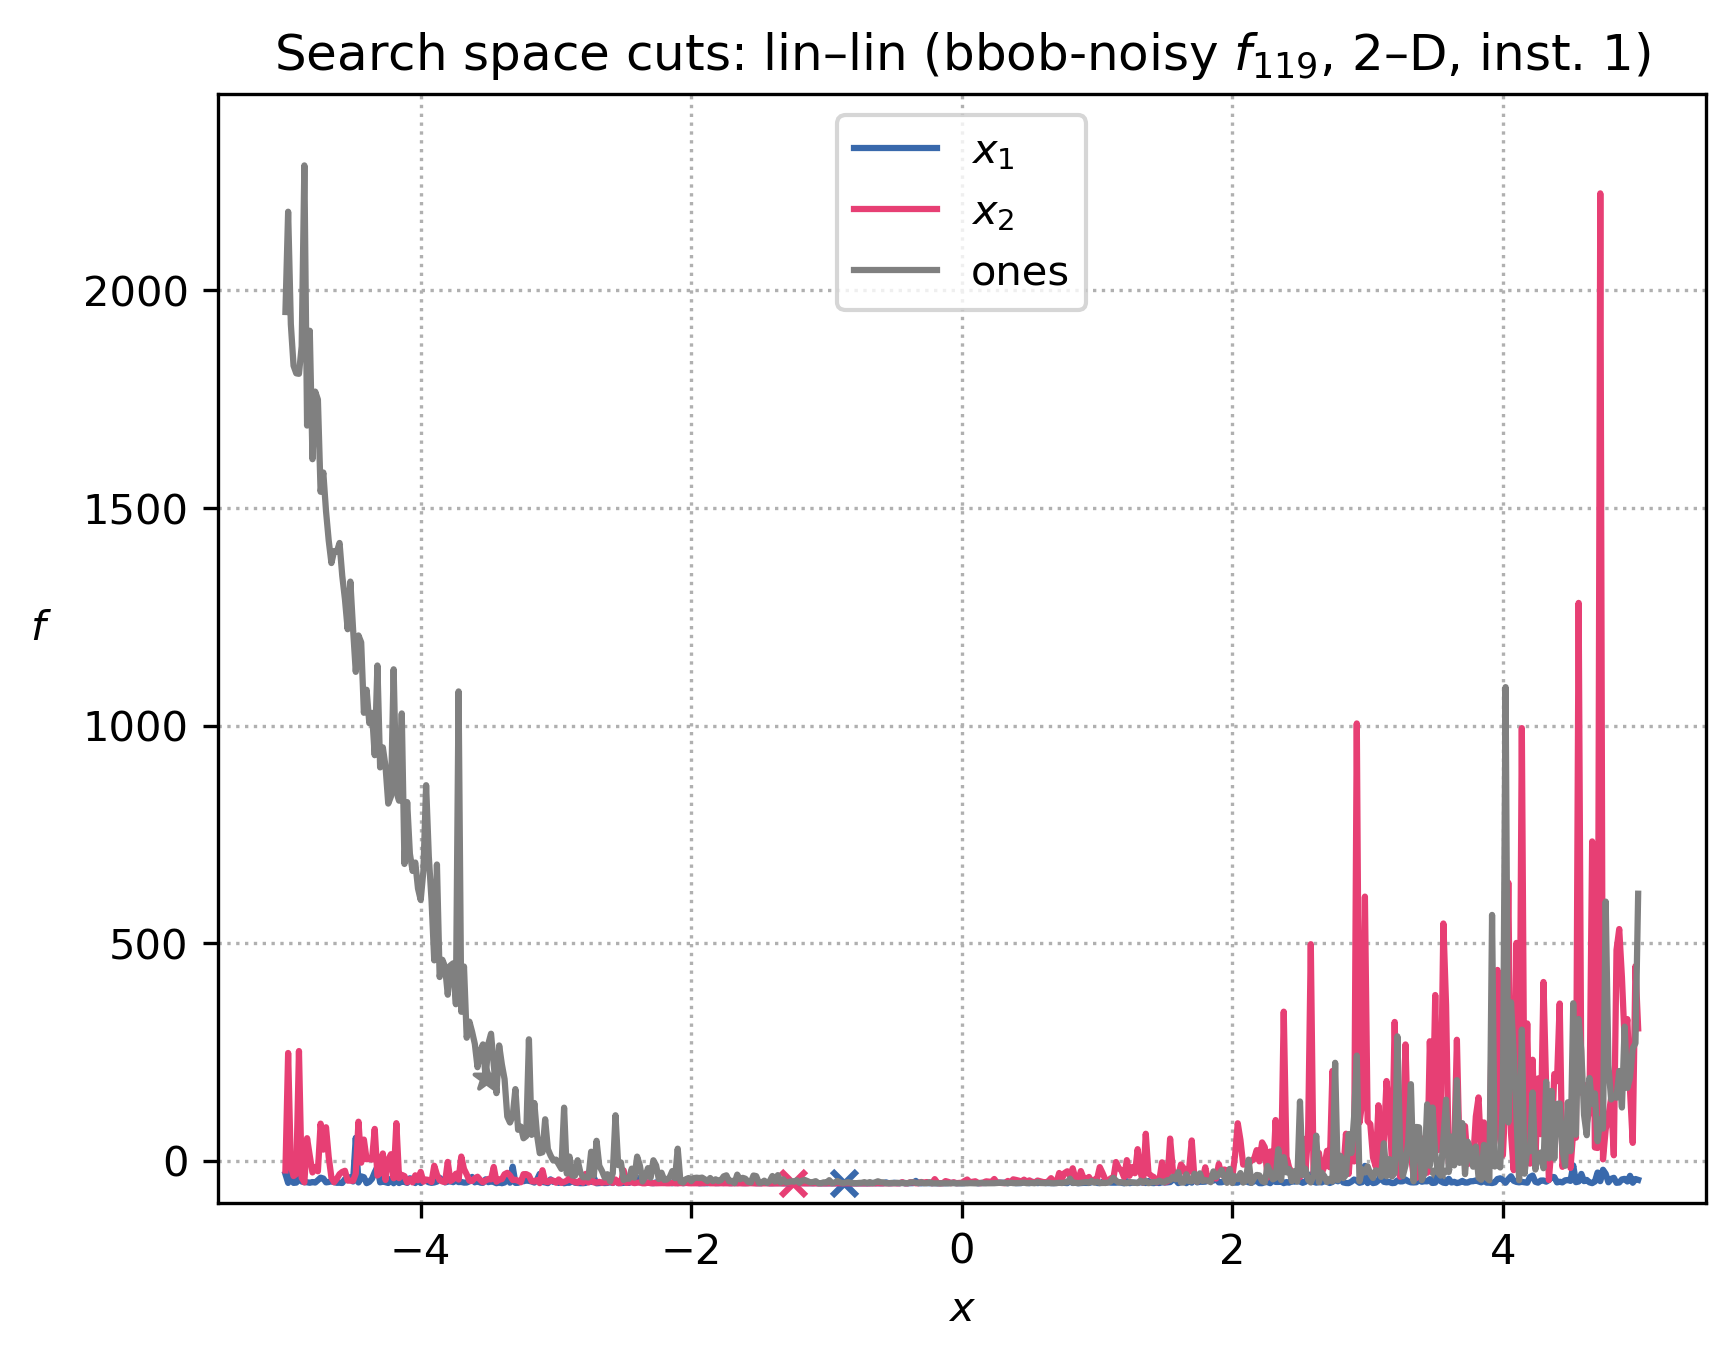 Search space cuts: lin–lin (bbob-noisy f₁₁₉, 2–D, inst. 1)
x₁
x₂
ones
2000
1500
1000
500
0
f
−4
−2
0
2
4
x